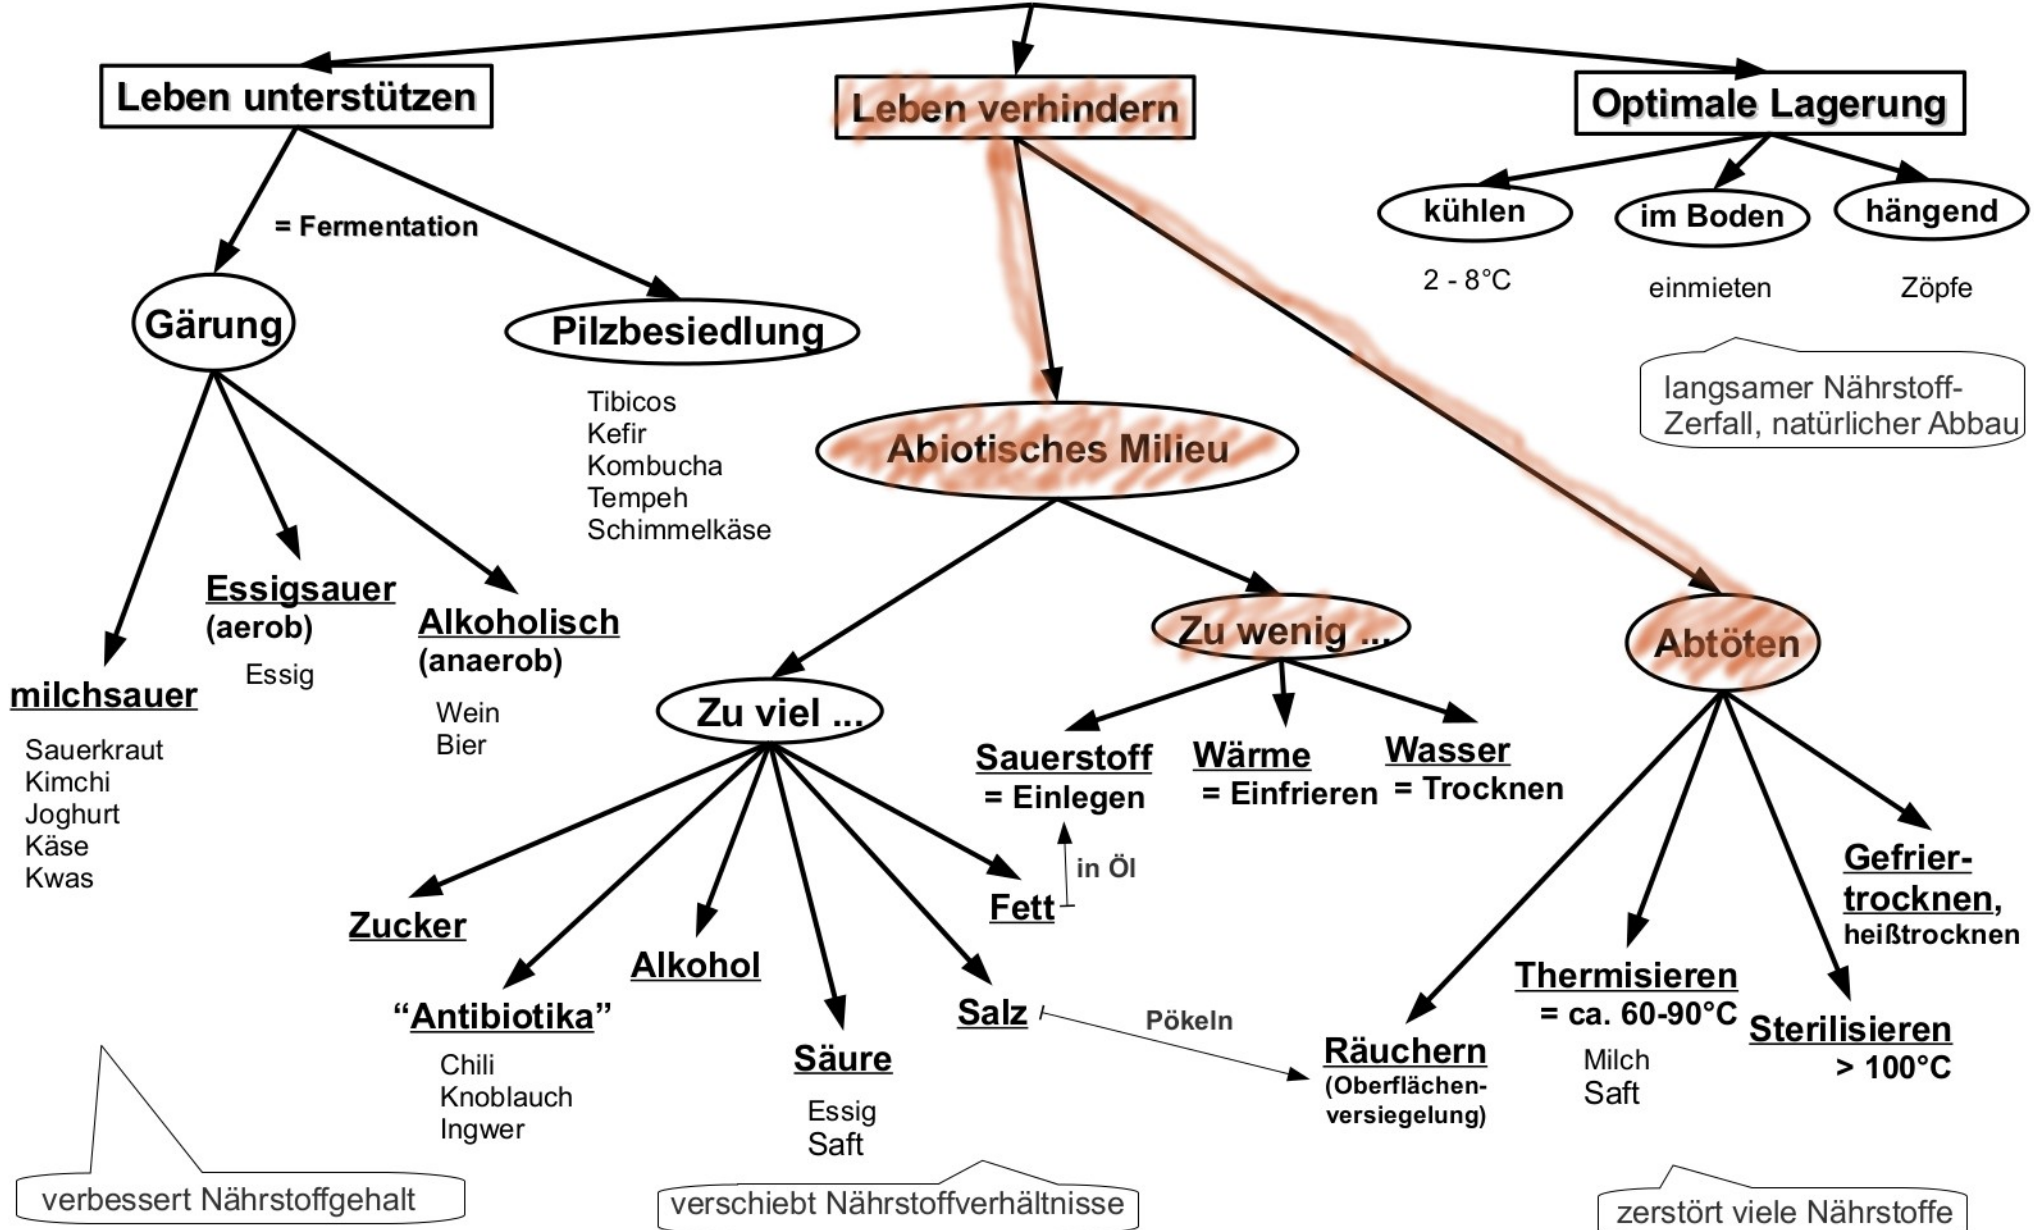 Leben unterstützen
Leben verhindern
Optimale Lagerung
kühlen
im Boden
hängend
2 - 8°C
einmieten
Zöpfe
langsamer Nährstoff-
Zerfall, natürlicher Abbau
= Fermentation
Gärung
Pilzbesiedlung
Tibicos
Kefir
Kombucha
Tempeh
Schimmelkäse
Essigsauer
(aerob)
Essig
Alkoholisch
(anaerob)
Wein
Bier
milchsauer
Sauerkraut
Kimchi
Joghurt
Käse
Kwas
Abiotisches Milieu
Zu viel ...
Zu wenig ...
Abtöten
Sauerstoff
= Einlegen
Wärme
= Einfrieren
Wasser
= Trocknen
in Öl
Zucker
“Antibiotika”
Chili
Knoblauch
Ingwer
Alkohol
Säure
Essig
Saft
Salz
Fett
Pökeln
Räuchern
(Oberflächen-
versiegelung)
Thermisieren
= ca. 60-90°C
Milch
Saft
Sterilisieren
> 100°C
Gefrier-
trocknen,
heißtrocknen
verbessert Nährstoffgehalt
verschiebt Nährstoffverhältnisse
zerstört viele Nährstoffe